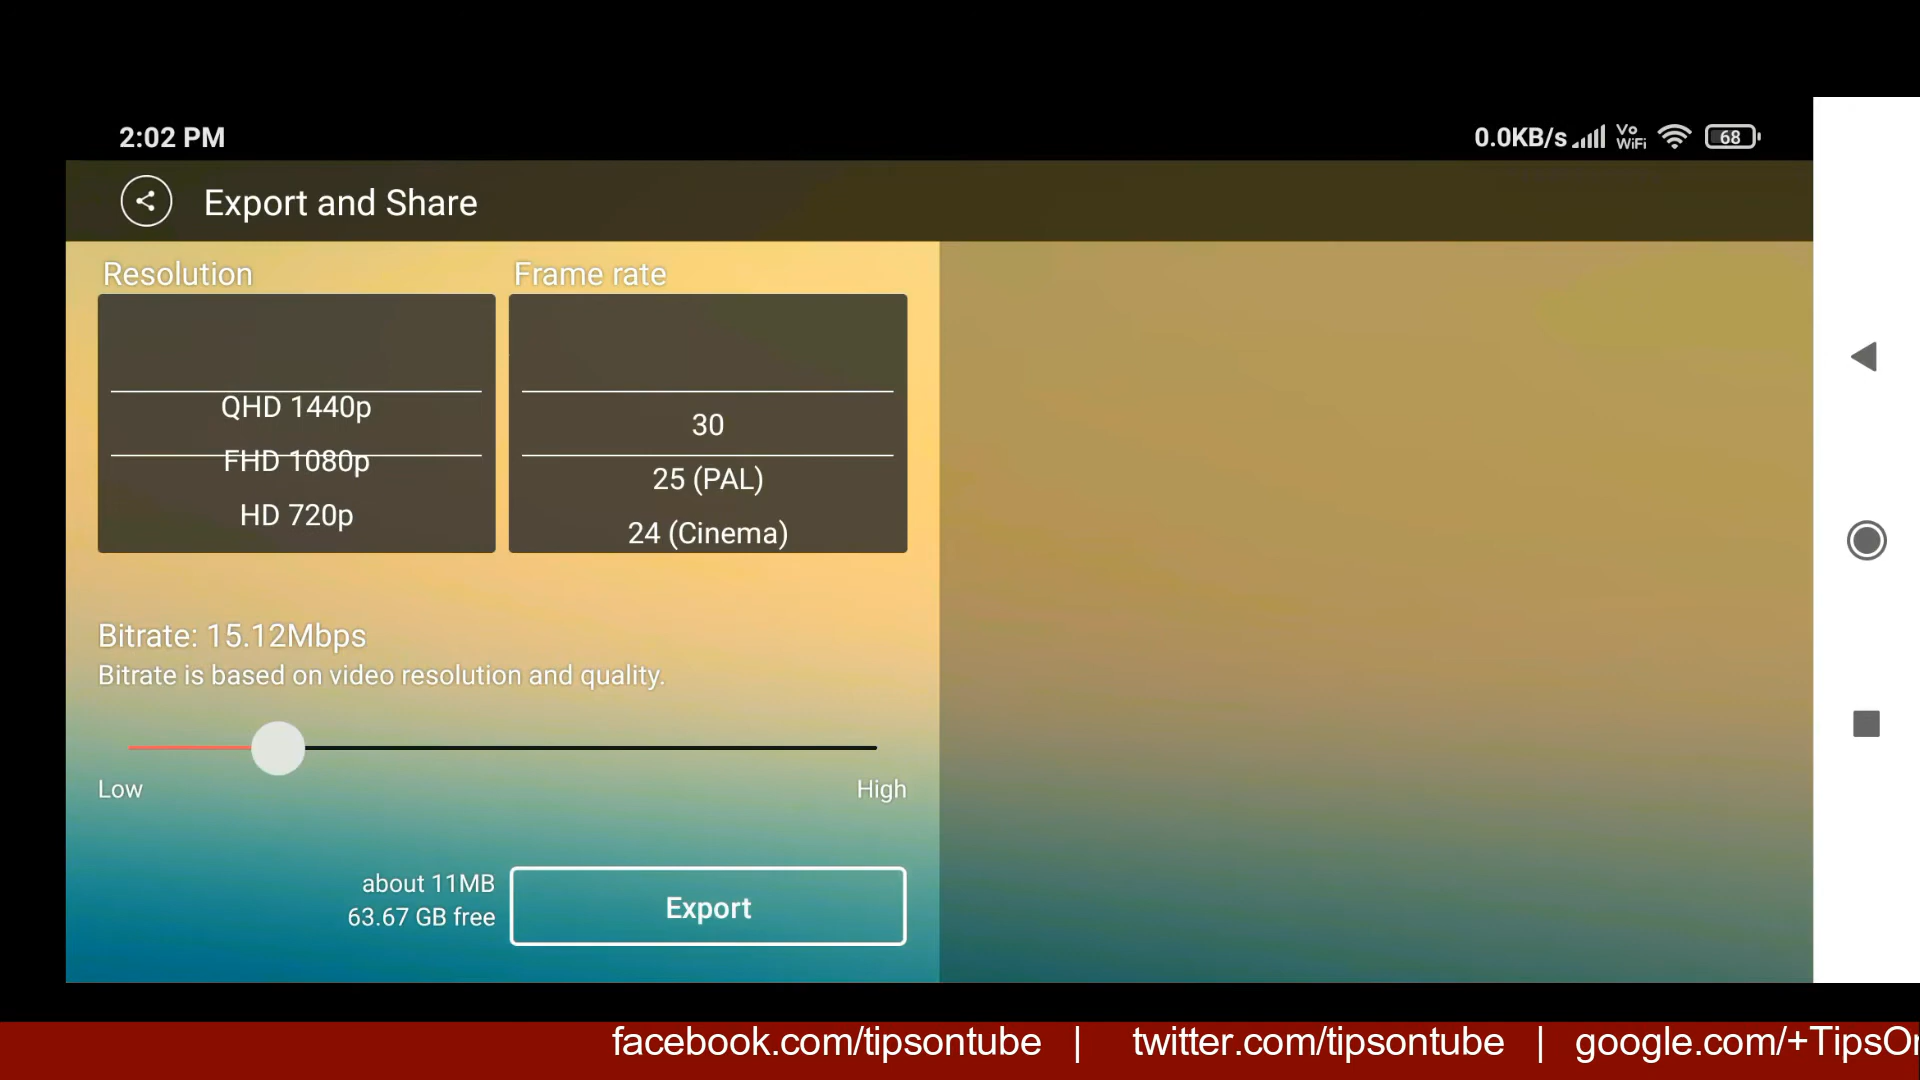 2:02 PM
0.0KB/s Vo WiFi 68
Export and Share
Resolution
Frame rate
QHD 1440p
FHD 1080p
HD 720p
30
25 (PAL)
24 (Cinema)
Bitrate: 15.12Mbps
Bitrate is based on video resolution and quality.
Low
High
about 11MB
63.67 GB free
Export
facebook.com/tipsontube | twitter.com/tipsontube | google.com/+TipsOn